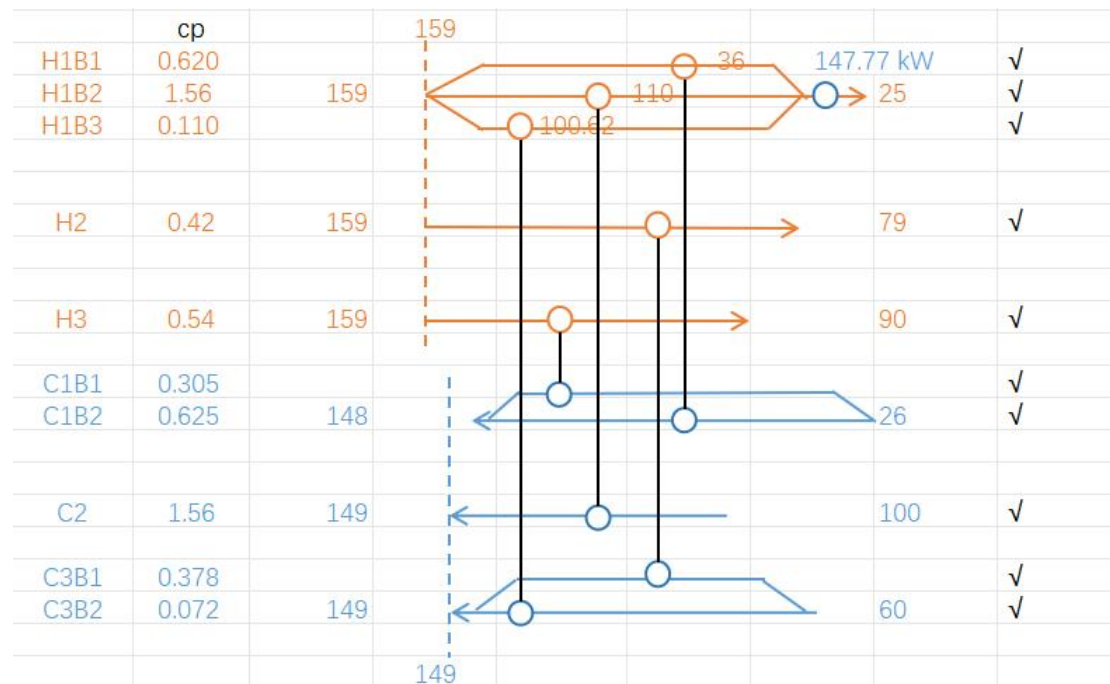 cp 159
H1B1 0.620 36 147.77 kW √
H1B2 1.56 159 110 25 √
H1B3 0.110 100.62 √
H2 0.42 159 79 √
H3 0.54 159 90 √
C1B1 0.305 √
C1B2 0.625 148 26 √
C2 1.56 149 100 √
C3B1 0.378 √
C3B2 0.072 149 60 √
149